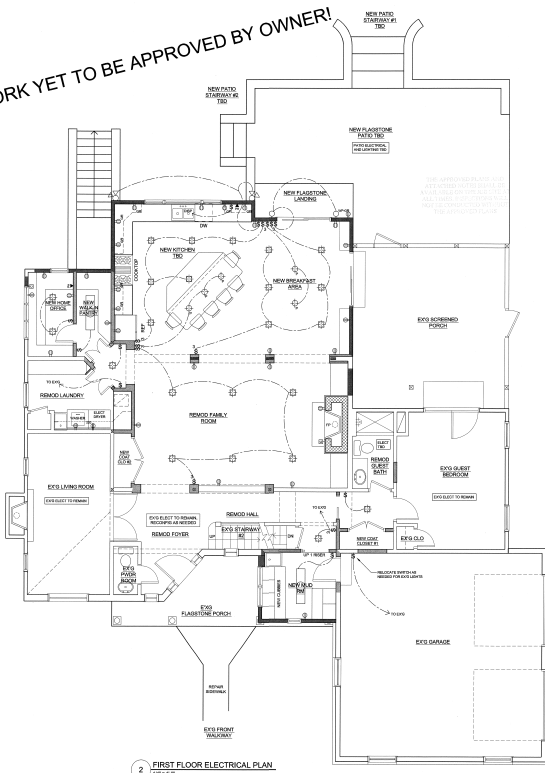 ORK YET TO BE APPROVED BY OWNER!
NEW PATIO
STAIRWAY #1
TBD
NEW PATIO
STAIRWAY #2
TBD
NEW FLAGSTONE
PATIO TBD
PATIO ELECTRICAL
AND LIGHTING TBD
NEW FLAGSTONE
LANDING
DW
NEW KITCHEN
TBD
COOKTOP
REF
NEW BREAKFAST
AREA
NEW HOME
OFFICE
NEW
WALK-IN
PANTRY
EX'G SCREENED
PORCH
TO EX'G
REMOD LAUNDRY
WASHER
ELECT
DRYER
REMOD FAMILY
ROOM
FP
ELECT
TBD
REMOD
GUEST
BATH
EX'G GUEST
BEDROOM
EX'G ELECT TO REMAIN
NEW
COAT
CLO #2
EX'G LIVING ROOM
EX'G ELECT TO REMAIN
EX'G ELECT TO REMAIN,
RECONFIG AS NEEDED
REMOD HALL
REMOD FOYER
EX'G STAIRWAY
#2
DN
TO EX'G
NEW COAT
CLOSET #1
EX'G CLO
UP 1 RISER
EX'G
PWDR
ROOM
NEW CUBBIES
NEW MUD
RM
RELOCATE SWITCH AS
NEEDED FOR EX'G LIGHTS
TO EX'G
EX'G
FLAGSTONE PORCH
EX'G GARAGE
REPAIR
SIDEWALK
EX'G FRONT
WALKWAY
2
FIRST FLOOR ELECTRICAL PLAN